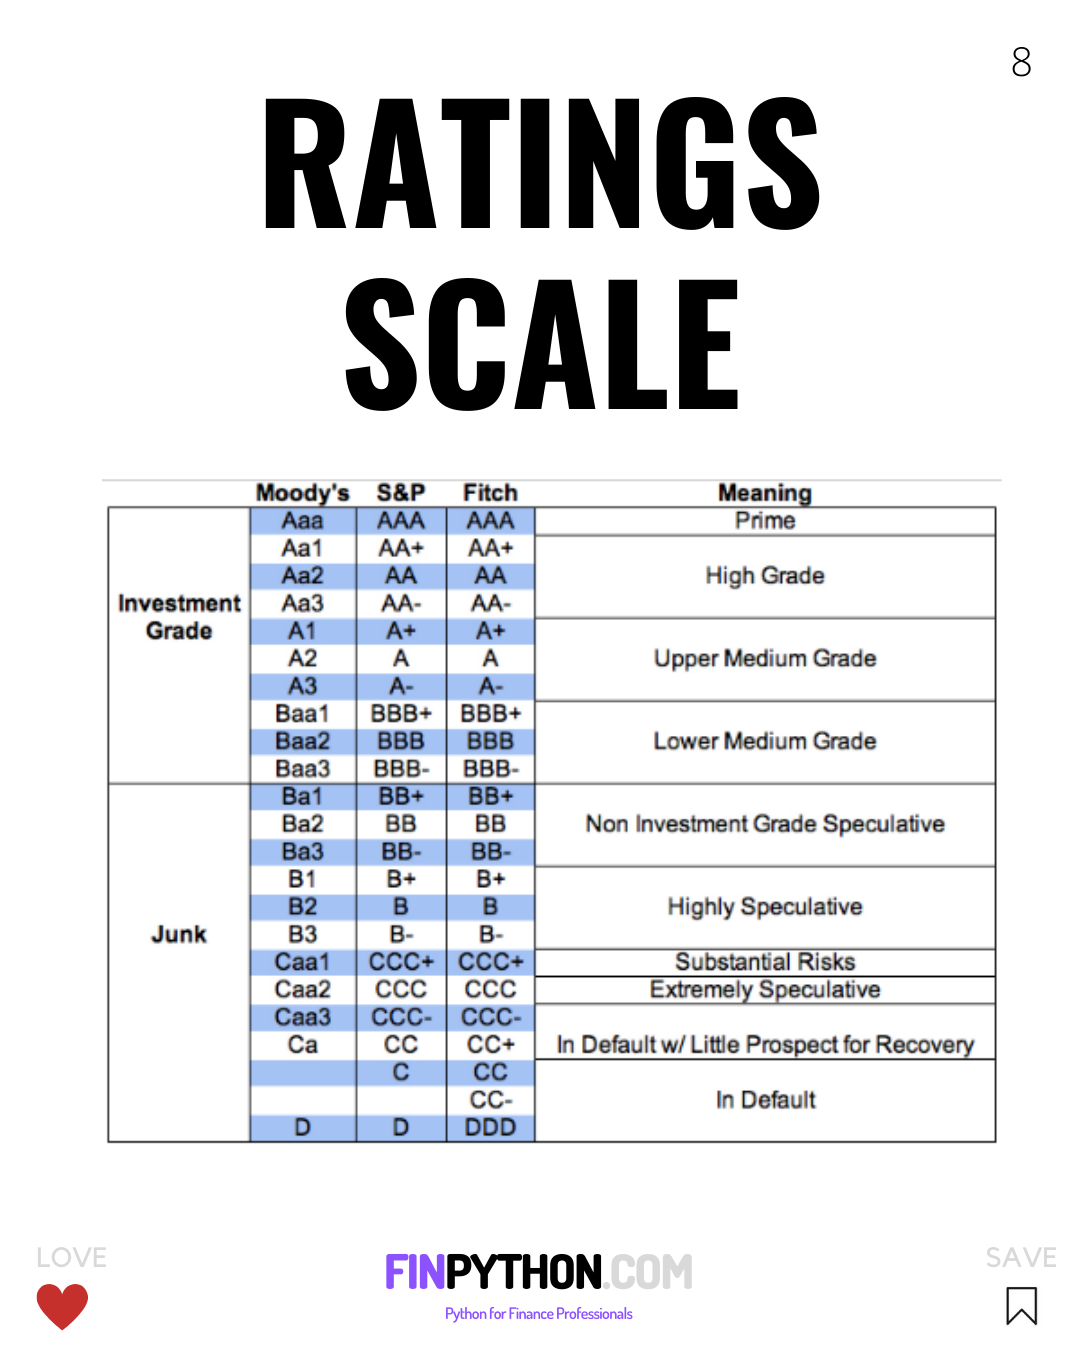 8
RATINGS
SCALE
Moody's S&P Fitch Meaning
Investment Grade
Aaa AAA AAA Prime
Aa1 AA+ AA+
Aa2 AA AA High Grade
Aa3 AA- AA-
A1 A+ A+
A2 A A Upper Medium Grade
A3 A- A-
Baa1 BBB+ BBB+
Baa2 BBB BBB Lower Medium Grade
Baa3 BBB- BBB-
Junk
Ba1 BB+ BB+
Ba2 BB BB Non Investment Grade Speculative
Ba3 BB- BB-
B1 B+ B+
B2 B B Highly Speculative
B3 B- B-
Caa1 CCC+ CCC+ Substantial Risks
Caa2 CCC CCC Extremely Speculative
Caa3 CCC- CCC-
Ca CC CC+ In Default w/ Little Prospect for Recovery
C CC
CC- In Default
D D DDD
LOVE
FINPYTHON.COM
Python for Finance Professionals
SAVE